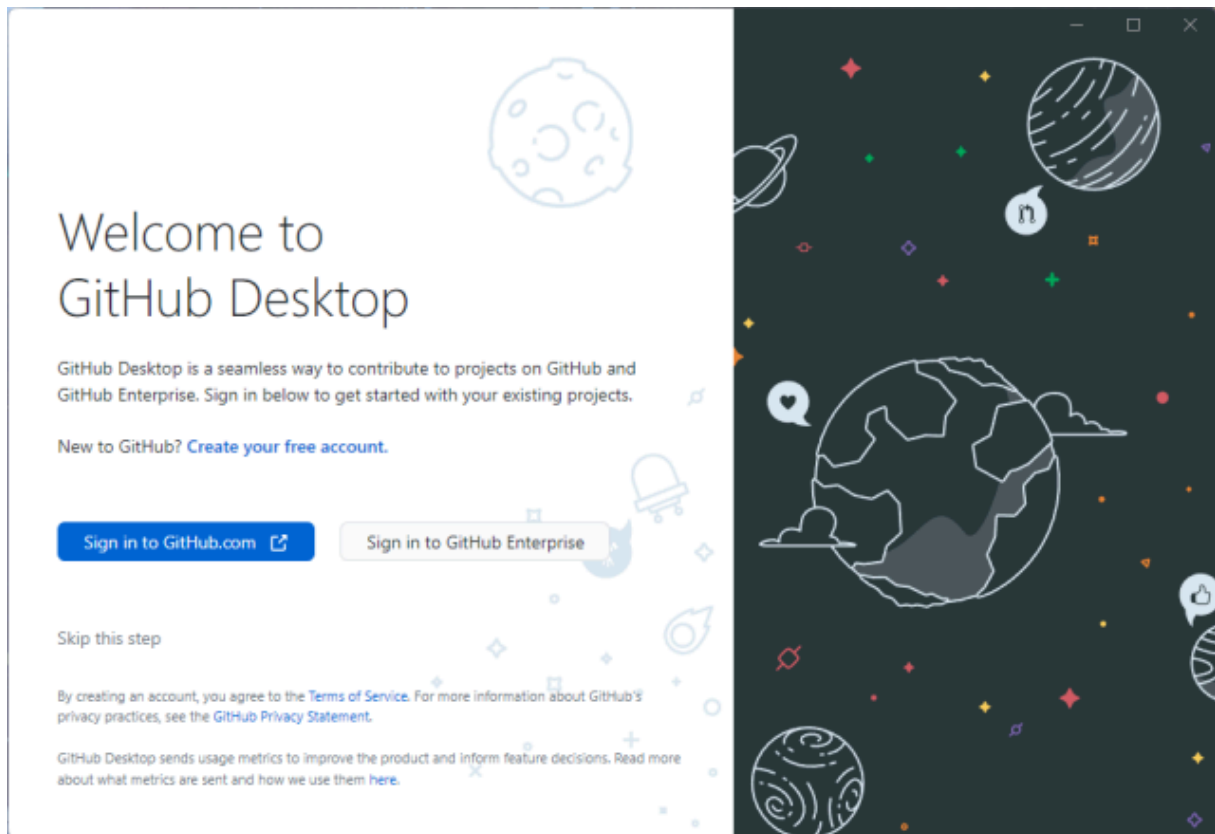 Welcome to
GitHub Desktop
GitHub Desktop is a seamless way to contribute to projects on GitHub and
GitHub Enterprise. Sign in below to get started with your existing projects.
New to GitHub? Create your free account.
Sign in to GitHub.com
Sign in to GitHub Enterprise
Skip this step
By creating an account, you agree to the Terms of Service. For more information about GitHub's
privacy practices, see the GitHub Privacy Statement.
GitHub Desktop sends usage metrics to improve the product and inform feature decisions. Read more
about what metrics are sent and how we use them here.